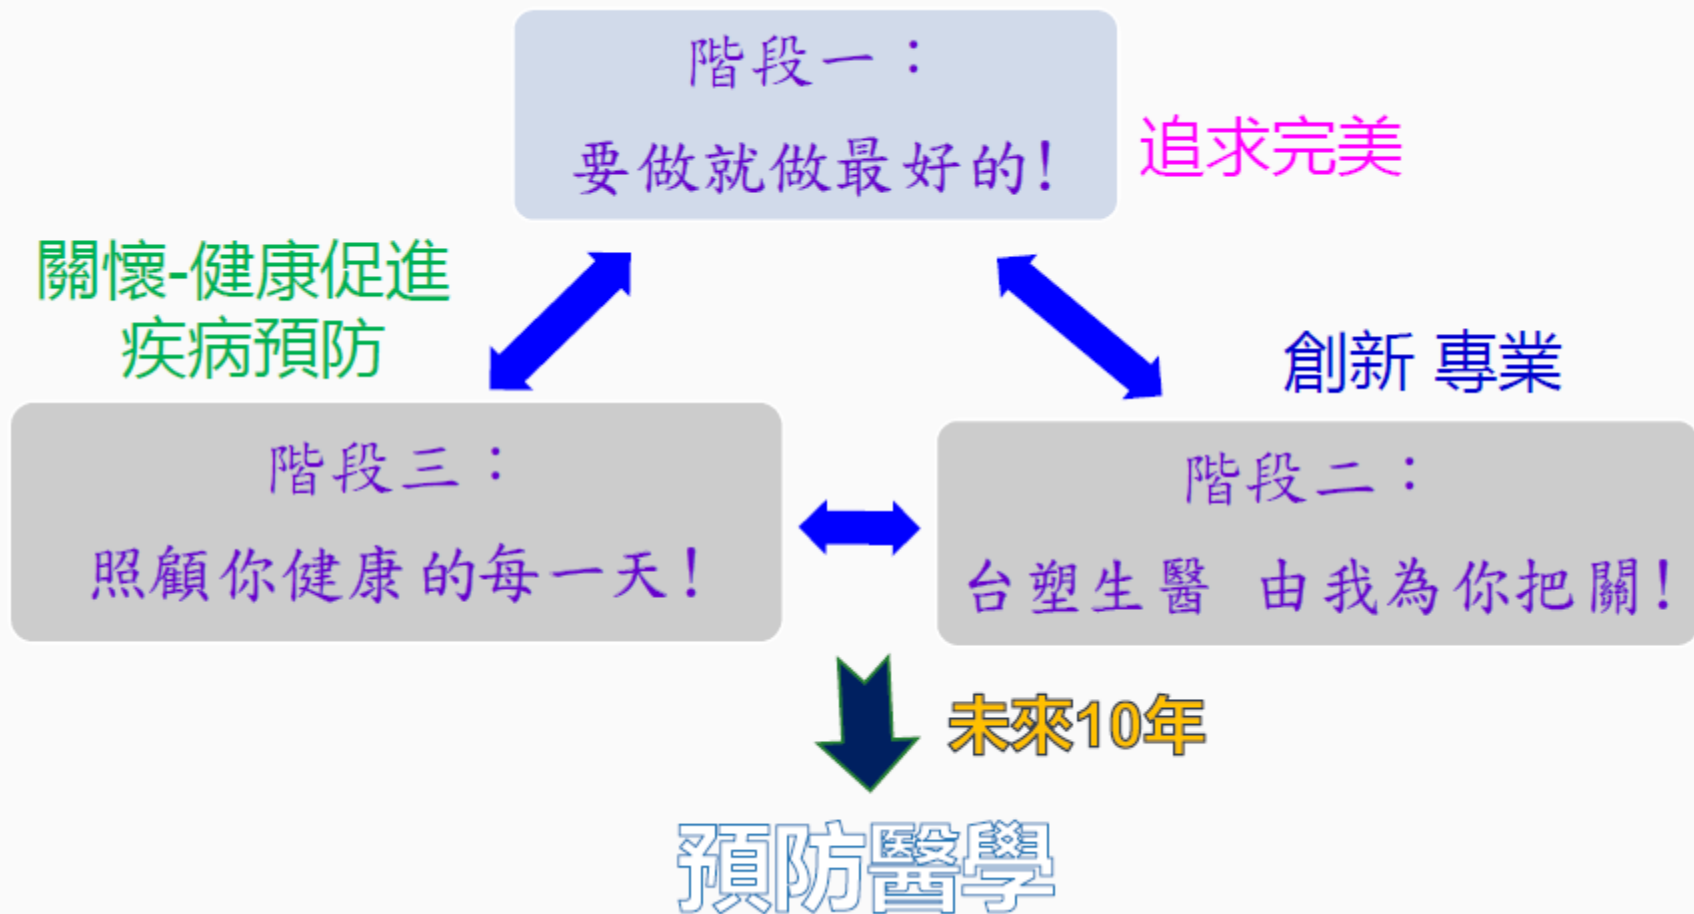 階段一：
要做就做最好的!
追求完美
關懷-健康促進
疾病預防
創新 專業
階段三：
照顧你健康的每一天!
階段二：
台塑生醫 由我為你把關!
未來10年
預防醫學